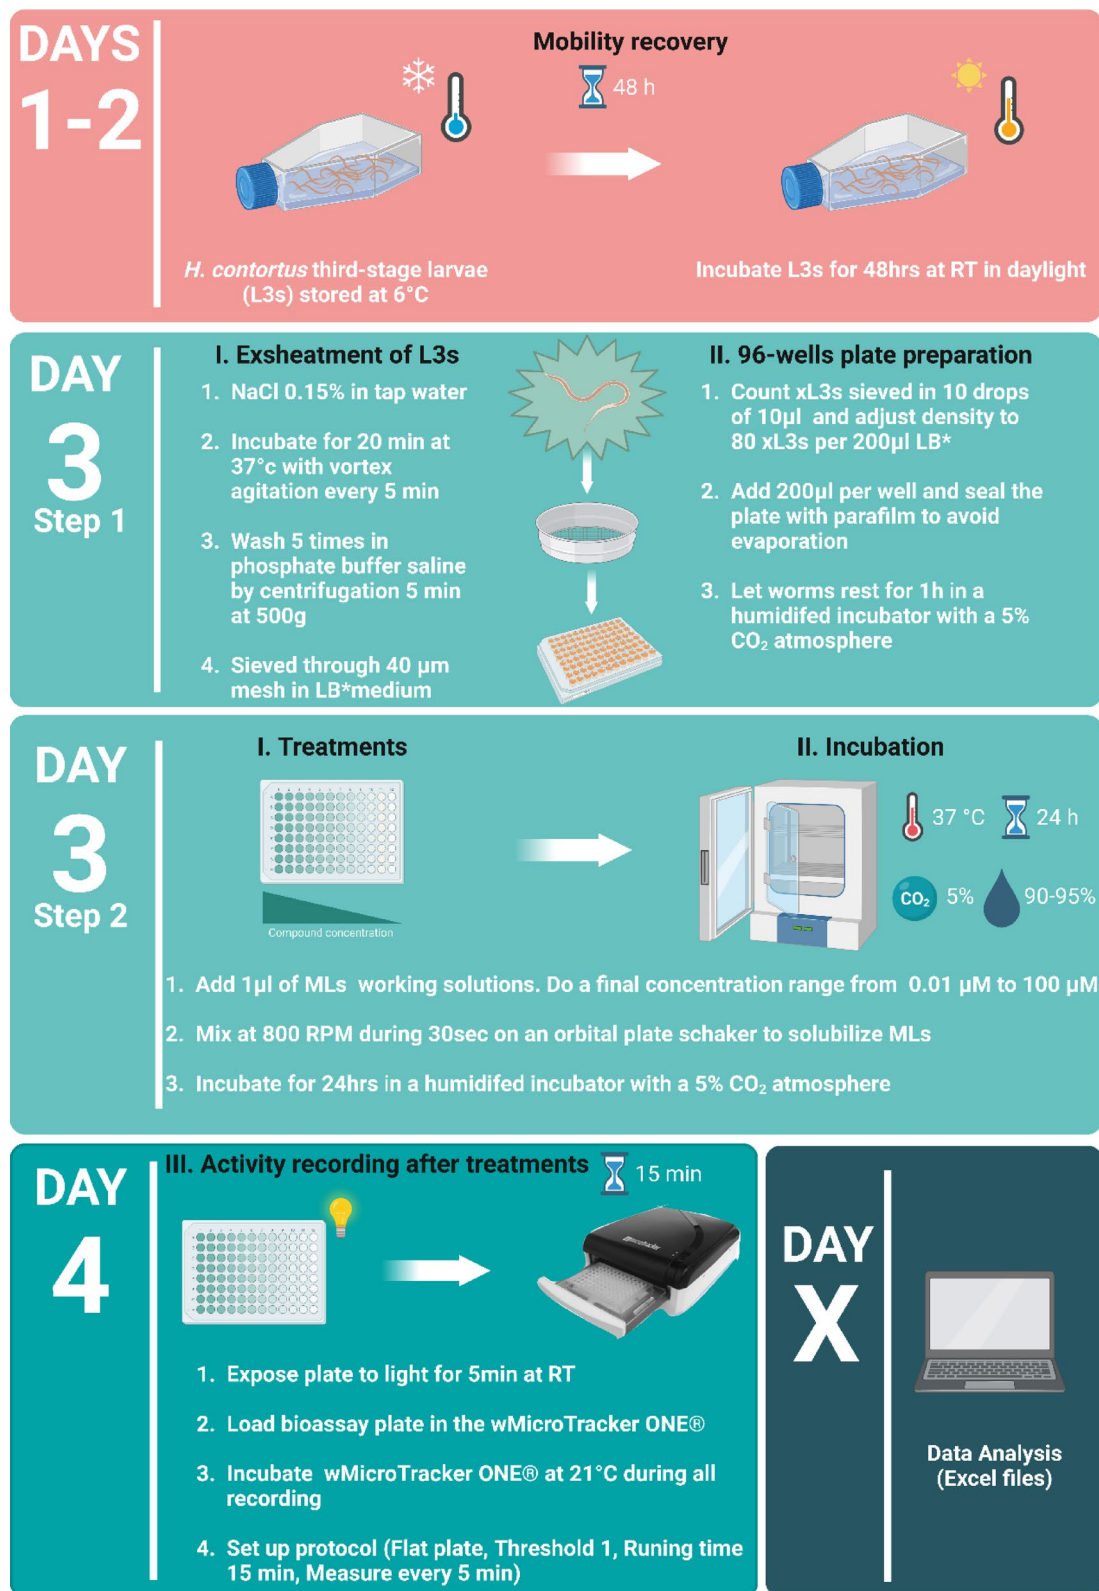 DAYS
1-2
Mobility recovery
48 h
H. contortus third-stage larvae
(L3s) stored at 6°C
Incubate L3s for 48hrs at RT in daylight
DAY
3
Step 1
I. Exsheatment of L3s
1. NaCl 0.15% in tap water
2. Incubate for 20 min at
37°c with vortex
agitation every 5 min
3. Wash 5 times in
phosphate buffer saline
by centrifugation 5 min
at 500g
4. Sieved through 40 µm
mesh in LB*medium
II. 96-wells plate preparation
1. Count xL3s sieved in 10 drops
of 10µl and adjust density to
80 xL3s per 200µl LB*
2. Add 200µl per well and seal the
plate with parafilm to avoid
evaporation
3. Let worms rest for 1h in a
humidifed incubator with a 5%
CO₂ atmosphere
DAY
3
Step 2
I. Treatments
Compound concentration
II. Incubation
37 °C
24 h
CO₂
5%
90-95%
1. Add 1µl of MLs working solutions. Do a final concentration range from 0.01 µM to 100 µM
2. Mix at 800 RPM during 30sec on an orbital plate schaker to solubilize MLs
3. Incubate for 24hrs in a humidifed incubator with a 5% CO₂ atmosphere
DAY
4
III. Activity recording after treatments
15 min
1. Expose plate to light for 5min at RT
2. Load bioassay plate in the wMicroTracker ONE®
3. Incubate wMicroTracker ONE® at 21°C during all
recording
4. Set up protocol (Flat plate, Threshold 1, Runing time
15 min, Measure every 5 min)
DAY
X
Data Analysis
(Excel files)